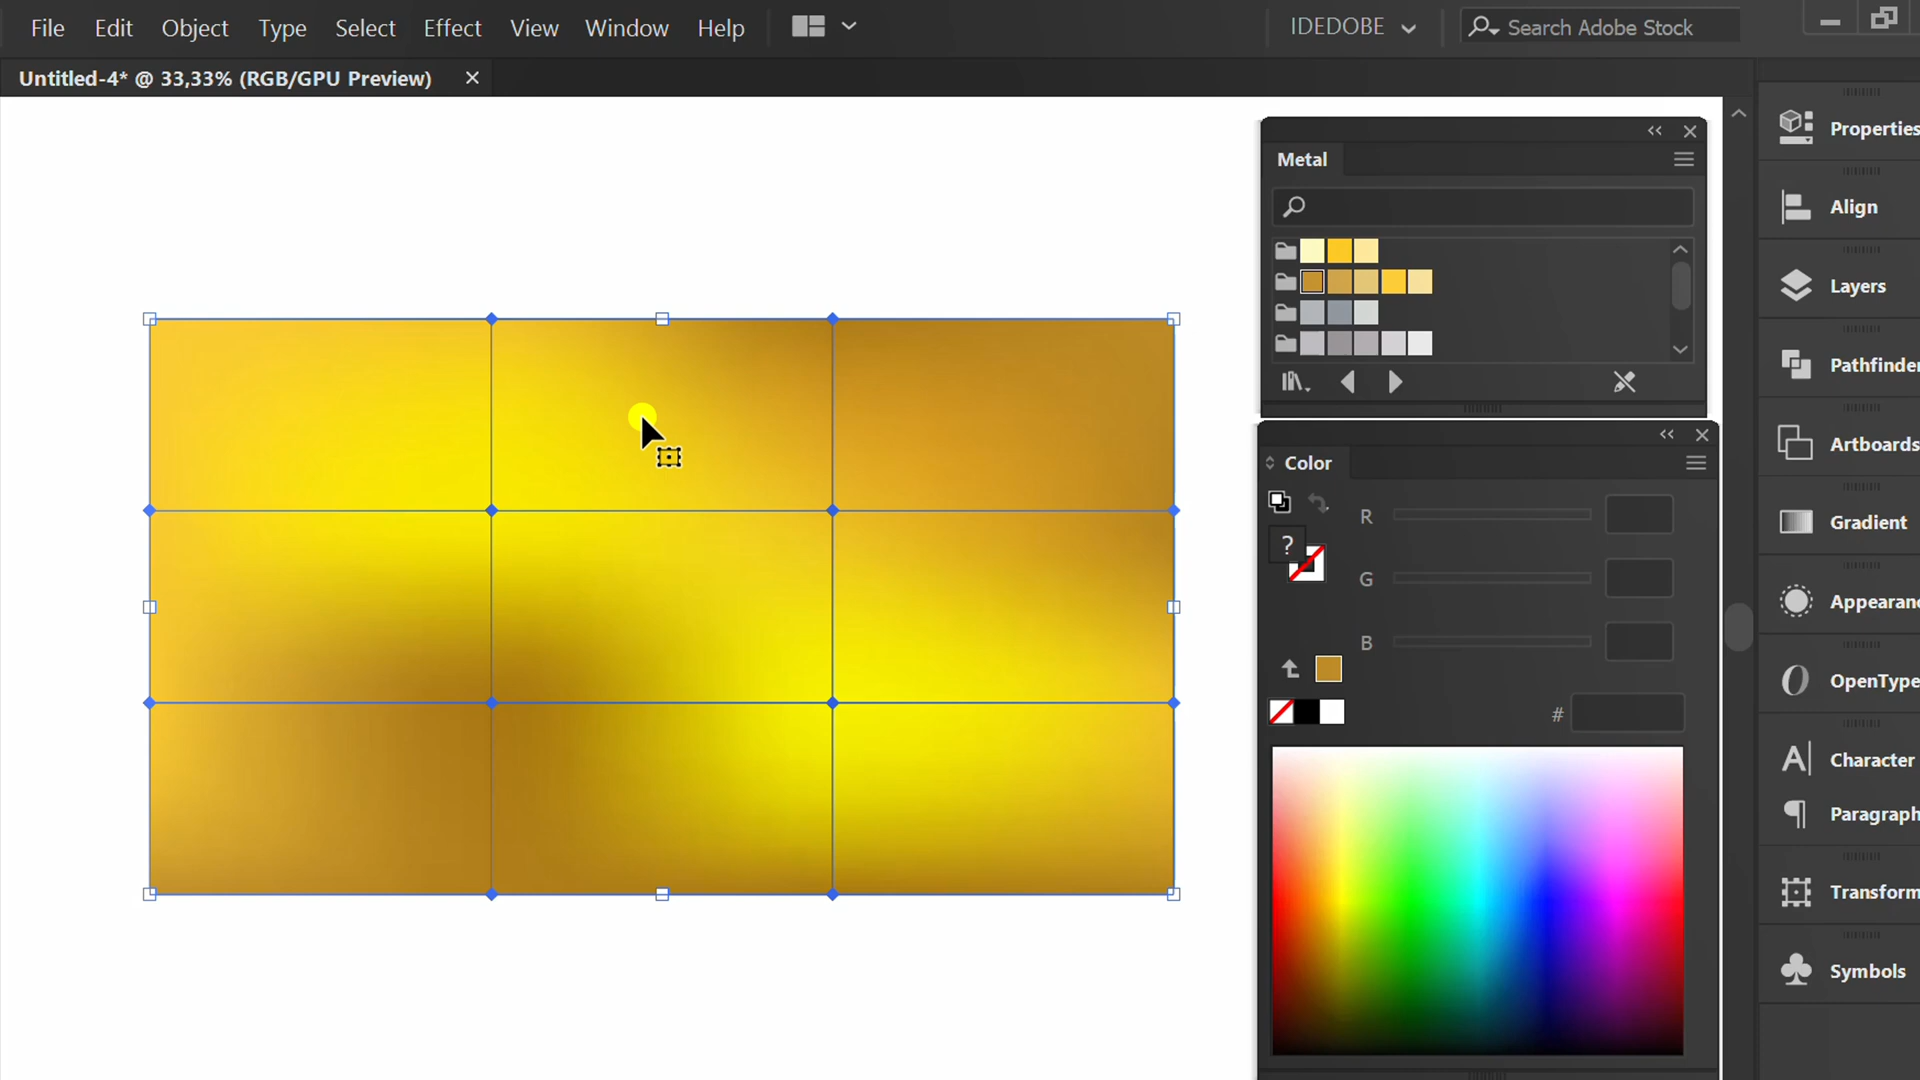 File Edit Object Type Select Effect View Window Help IDEDOBE Search Adobe Stock
Untitled-4* @ 33,33% (RGB/GPU Preview)
Metal
Color
R
G
B
?
#
Properties
Align
Layers
Pathfinder
Artboards
Gradient
Appearanc
OpenType
Character
Paragraph
Transform
Symbols